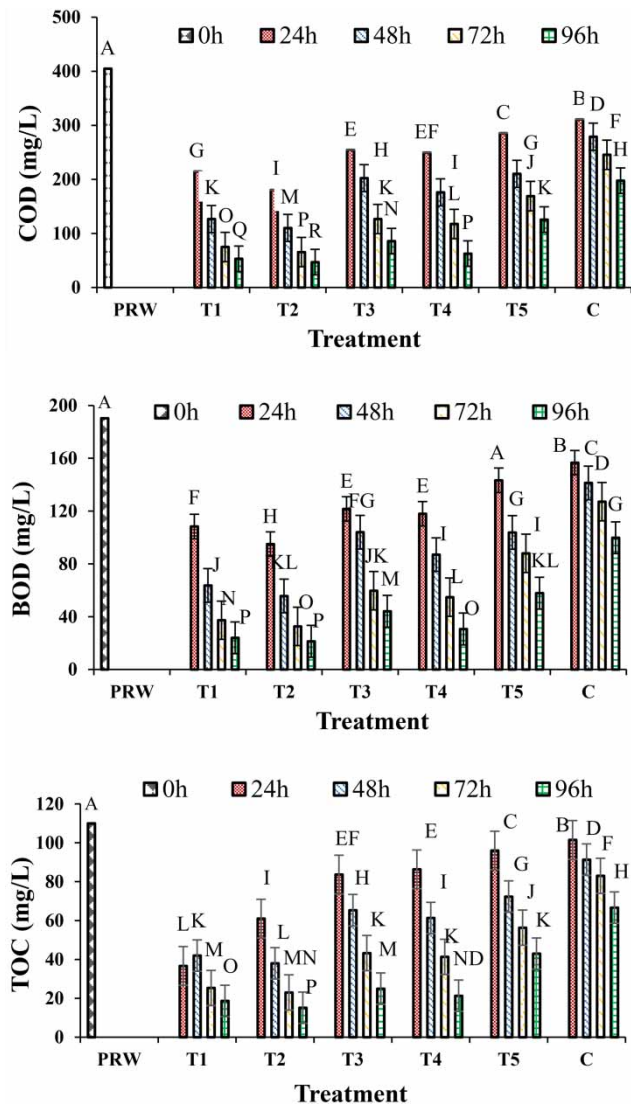 500
400
300
200
100
0
COD (mg/L)
0h 24h 48h 72h 96h
A
G K O Q
I M P R
E H K N
EF I L P
C G J K
B D F H
PRW T1 T2 T3 T4 T5 C
Treatment
200
160
120
80
40
0
BOD (mg/L)
0h 24h 48h 72h 96h
A
F J N P
H KL O P
E FG JK M
E I L O
A G I KL
B C D G
PRW T1 T2 T3 T4 T5 C
Treatment
120
100
80
60
40
20
0
TOC (mg/L)
0h 24h 48h 72h 96h
A
L K M O
I L MN P
EF H K M
E I K ND
C G J K
B D F H
PRW T1 T2 T3 T4 T5 C
Treatment